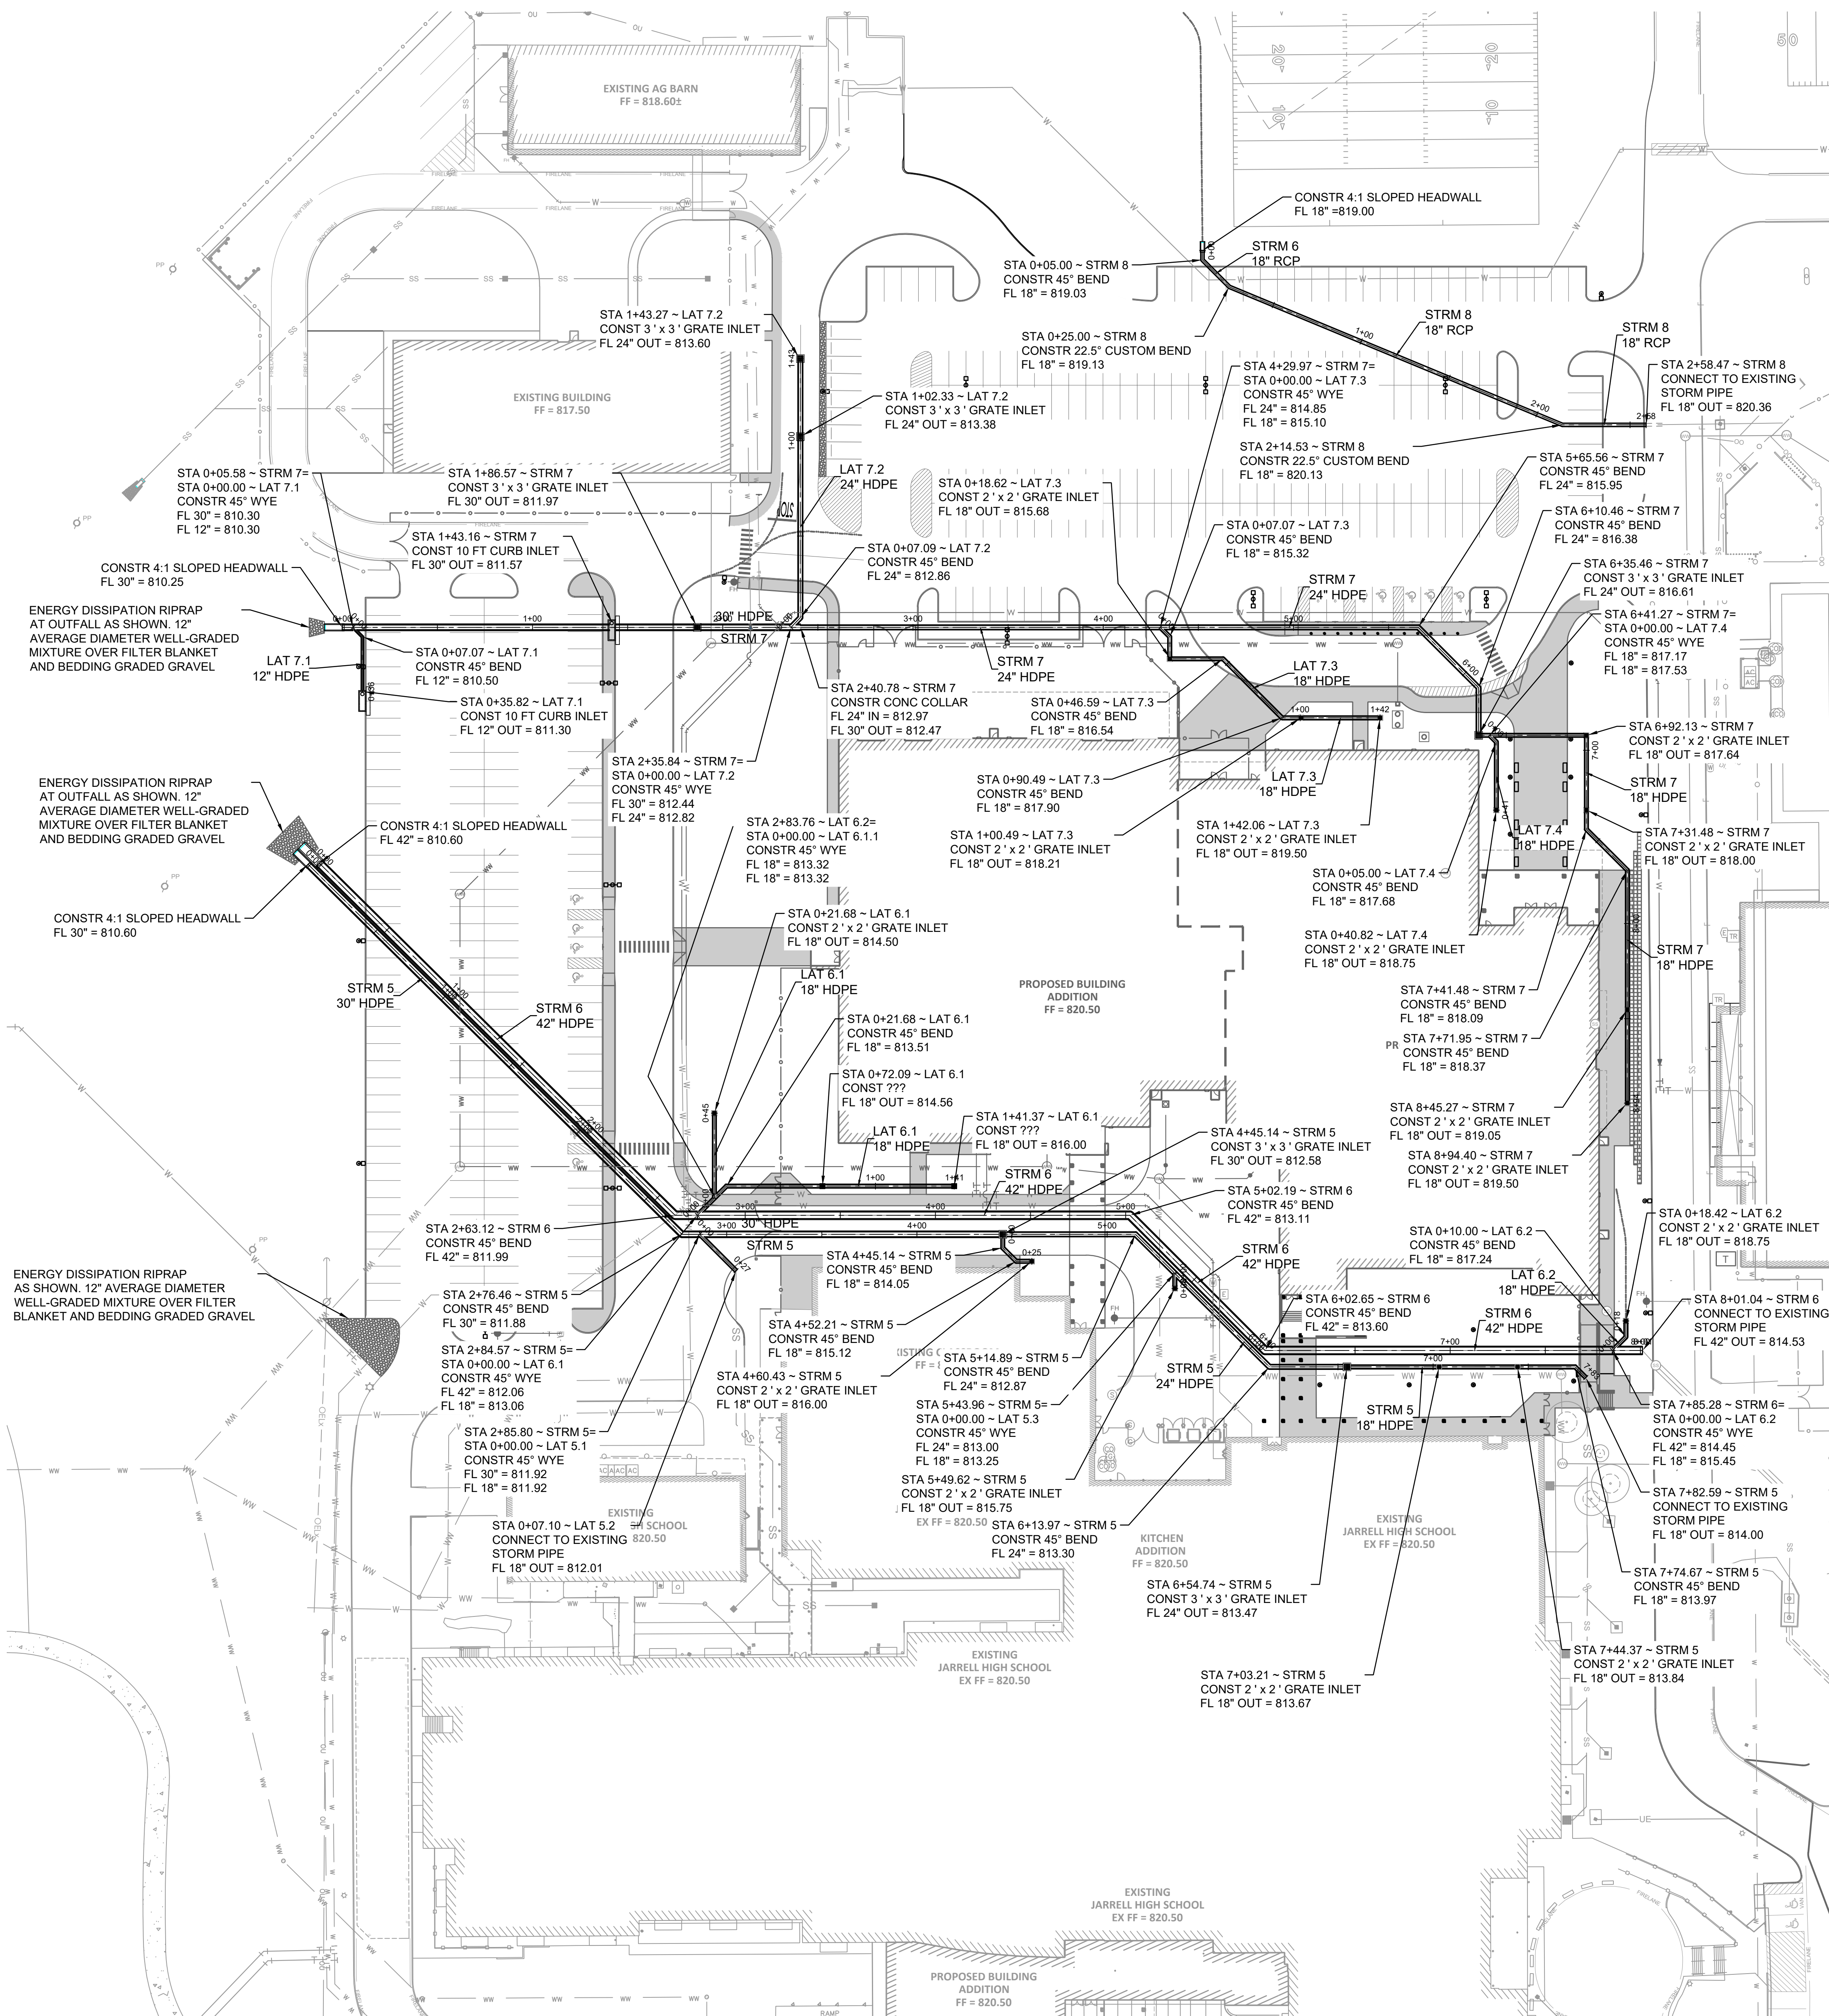 EXISTING AG BARN
FF = 818.60±
CONSTR 4:1 SLOPED HEADWALL
FL 18" =819.00
STRM 6
18" RCP
STA 0+05.00 ~ STRM 8
CONSTR 45° BEND
FL 18" = 819.03
STA 1+43.27 ~ LAT 7.2
CONST 3 ' x 3 ' GRATE INLET
FL 24" OUT = 813.60
STA 0+25.00 ~ STRM 8
CONSTR 22.5° CUSTOM BEND
FL 18" = 819.13
STRM 8
18" RCP
STRM 8
18" RCP
STA 2+58.47 ~ STRM 8
CONNECT TO EXISTING
STORM PIPE
FL 18" OUT = 820.36
EXISTING BUILDING
FF = 817.50
STA 1+02.33 ~ LAT 7.2
CONST 3 ' x 3 ' GRATE INLET
FL 24" OUT = 813.38
STA 4+29.97 ~ STRM 7=
STA 0+00.00 ~ LAT 7.3
CONSTR 45° WYE
FL 24" = 814.85
FL 18" = 815.10
STA 2+14.53 ~ STRM 8
CONSTR 22.5° CUSTOM BEND
FL 18" = 820.13
STA 5+65.56 ~ STRM 7
CONSTR 45° BEND
FL 24" = 815.95
STA 0+05.58 ~ STRM 7=
STA 0+00.00 ~ LAT 7.1
CONSTR 45° WYE
FL 30" = 810.30
FL 12" = 810.30
STA 1+86.57 ~ STRM 7
CONST 3 ' x 3 ' GRATE INLET
FL 30" OUT = 811.97
LAT 7.2
24" HDPE
STA 0+18.62 ~ LAT 7.3
CONST 2 ' x 2 ' GRATE INLET
FL 18" OUT = 815.68
STA 6+10.46 ~ STRM 7
CONSTR 45° BEND
FL 24" = 816.38
STA 1+43.16 ~ STRM 7
CONST 10 FT CURB INLET
FL 30" OUT = 811.57
STA 0+07.09 ~ LAT 7.2
CONSTR 45° BEND
FL 24" = 812.86
STA 0+07.07 ~ LAT 7.3
CONSTR 45° BEND
FL 18" = 815.32
CONSTR 4:1 SLOPED HEADWALL
FL 30" = 810.25
STA 6+35.46 ~ STRM 7
CONST 3 ' x 3 ' GRATE INLET
FL 24" OUT = 816.61
STRM 7
24" HDPE
ENERGY DISSIPATION RIPRAP
AT OUTFALL AS SHOWN. 12"
AVERAGE DIAMETER WELL-GRADED
MIXTURE OVER FILTER BLANKET
AND BEDDING GRADED GRAVEL
STA 6+41.27 ~ STRM 7=
STA 0+00.00 ~ LAT 7.4
CONSTR 45° WYE
FL 18" = 817.17
FL 18" = 817.53
30" HDPE
STRM 7
LAT 7.1
12" HDPE
STA 0+07.07 ~ LAT 7.1
CONSTR 45° BEND
FL 12" = 810.50
STRM 7
24" HDPE
LAT 7.3
18" HDPE
STA 0+35.82 ~ LAT 7.1
CONST 10 FT CURB INLET
FL 12" OUT = 811.30
STA 2+40.78 ~ STRM 7
CONSTR CONC COLLAR
FL 24" IN = 812.97
FL 30" OUT = 812.47
STA 0+46.59 ~ LAT 7.3
CONSTR 45° BEND
FL 18" = 816.54
STA 6+92.13 ~ STRM 7
CONST 2 ' x 2 ' GRATE INLET
FL 18" OUT = 817.64
STA 2+35.84 ~ STRM 7=
STA 0+00.00 ~ LAT 7.2
CONSTR 45° WYE
FL 30" = 812.44
FL 24" = 812.82
STA 0+90.49 ~ LAT 7.3
CONSTR 45° BEND
FL 18" = 817.90
LAT 7.3
18" HDPE
STRM 7
18" HDPE
ENERGY DISSIPATION RIPRAP
AT OUTFALL AS SHOWN. 12"
AVERAGE DIAMETER WELL-GRADED
MIXTURE OVER FILTER BLANKET
AND BEDDING GRADED GRAVEL
CONSTR 4:1 SLOPED HEADWALL
FL 42" = 810.60
STA 2+83.76 ~ LAT 6.2=
STA 0+00.00 ~ LAT 6.1.1
CONSTR 45° WYE
FL 18" = 813.32
FL 18" = 813.32
STA 1+00.49 ~ LAT 7.3
CONST 2 ' x 2 ' GRATE INLET
FL 18" OUT = 818.21
STA 1+42.06 ~ LAT 7.3
CONST 2 ' x 2 ' GRATE INLET
FL 18" OUT = 819.50
LAT 7.4
18" HDPE
STA 7+31.48 ~ STRM 7
CONST 2 ' x 2 ' GRATE INLET
FL 18" OUT = 818.00
STA 0+05.00 ~ LAT 7.4
CONSTR 45° BEND
FL 18" = 817.68
CONSTR 4:1 SLOPED HEADWALL
FL 30" = 810.60
STA 0+21.68 ~ LAT 6.1
CONST 2 ' x 2 ' GRATE INLET
FL 18" OUT = 814.50
STA 0+40.82 ~ LAT 7.4
CONST 2 ' x 2 ' GRATE INLET
FL 18" OUT = 818.75
STRM 7
18" HDPE
STRM 5
30" HDPE
STRM 6
42" HDPE
LAT 6.1
18" HDPE
PROPOSED BUILDING
ADDITION
FF = 820.50
STA 7+41.48 ~ STRM 7
CONSTR 45° BEND
FL 18" = 818.09
STA 0+21.68 ~ LAT 6.1
CONSTR 45° BEND
FL 18" = 813.51
PR
STA 7+71.95 ~ STRM 7
CONSTR 45° BEND
FL 18" = 818.37
STA 0+72.09 ~ LAT 6.1
CONST ???
FL 18" OUT = 814.56
STA 1+41.37 ~ LAT 6.1
CONST ???
FL 18" OUT = 816.00
LAT 6.1
18" HDPE
STA 8+45.27 ~ STRM 7
CONST 2 ' x 2 ' GRATE INLET
FL 18" OUT = 819.05
STA 4+45.14 ~ STRM 5
CONST 3 ' x 3 ' GRATE INLET
FL 30" OUT = 812.58
STA 8+94.40 ~ STRM 7
CONST 2 ' x 2 ' GRATE INLET
FL 18" OUT = 819.50
STRM 6
42" HDPE
STA 5+02.19 ~ STRM 6
CONSTR 45° BEND
FL 42" = 813.11
STA 0+18.42 ~ LAT 6.2
CONST 2 ' x 2 ' GRATE INLET
FL 18" OUT = 818.75
STA 2+63.12 ~ STRM 6
CONSTR 45° BEND
FL 42" = 811.99
30" HDPE
STRM 5
STA 0+10.00 ~ LAT 6.2
CONSTR 45° BEND
FL 18" = 817.24
STA 4+45.14 ~ STRM 5
CONSTR 45° BEND
FL 18" = 814.05
STRM 6
42" HDPE
LAT 6.2
18" HDPE
ENERGY DISSIPATION RIPRAP
AS SHOWN. 12" AVERAGE DIAMETER
WELL-GRADED MIXTURE OVER FILTER
BLANKET AND BEDDING GRADED GRAVEL
STA 2+76.46 ~ STRM 5
CONSTR 45° BEND
FL 30" = 811.88
STA 6+02.65 ~ STRM 6
CONSTR 45° BEND
FL 42" = 813.60
STRM 6
42" HDPE
STA 8+01.04 ~ STRM 6
CONNECT TO EXISTING
STORM PIPE
FL 42" OUT = 814.53
STA 4+52.21 ~ STRM 5
CONSTR 45° BEND
FL 18" = 815.12
STA 2+84.57 ~ STRM 5=
STA 0+00.00 ~ LAT 6.1
CONSTR 45° WYE
FL 42" = 812.06
FL 18" = 813.06
STA 5+14.89 ~ STRM 5
CONSTR 45° BEND
FL 24" = 812.87
STRM 5
24" HDPE
STA 4+60.43 ~ STRM 5
CONST 2 ' x 2 ' GRATE INLET
FL 18" OUT = 816.00
STRM 5
18" HDPE
STA 5+43.96 ~ STRM 5=
STA 0+00.00 ~ LAT 5.3
CONSTR 45° WYE
FL 24" = 813.00
FL 18" = 813.25
STA 7+85.28 ~ STRM 6=
STA 0+00.00 ~ LAT 6.2
CONSTR 45° WYE
FL 42" = 814.45
FL 18" = 815.45
STA 2+85.80 ~ STRM 5=
STA 0+00.00 ~ LAT 5.1
CONSTR 45° WYE
FL 30" = 811.92
FL 18" = 811.92
STA 5+49.62 ~ STRM 5
CONST 2 ' x 2 ' GRATE INLET
FL 18" OUT = 815.75
EX FF = 820.50
STA 7+82.59 ~ STRM 5
CONNECT TO EXISTING
STORM PIPE
FL 18" OUT = 814.00
EXISTING
SCHOOL
820.50
STA 0+07.10 ~ LAT 5.2
CONNECT TO EXISTING
STORM PIPE
FL 18" OUT = 812.01
STA 6+13.97 ~ STRM 5
CONSTR 45° BEND
FL 24" = 813.30
KITCHEN
ADDITION
FF = 820.50
EXISTING
JARRELL HIGH SCHOOL
EX FF = 820.50
STA 6+54.74 ~ STRM 5
CONST 3 ' x 3 ' GRATE INLET
FL 24" OUT = 813.47
STA 7+74.67 ~ STRM 5
CONSTR 45° BEND
FL 18" = 813.97
EXISTING
JARRELL HIGH SCHOOL
EX FF = 820.50
STA 7+03.21 ~ STRM 5
CONST 2 ' x 2 ' GRATE INLET
FL 18" OUT = 813.67
STA 7+44.37 ~ STRM 5
CONST 2 ' x 2 ' GRATE INLET
FL 18" OUT = 813.84
EXISTING
JARRELL HIGH SCHOOL
EX FF = 820.50
PROPOSED BUILDING
ADDITION
FF = 820.50
RAMP